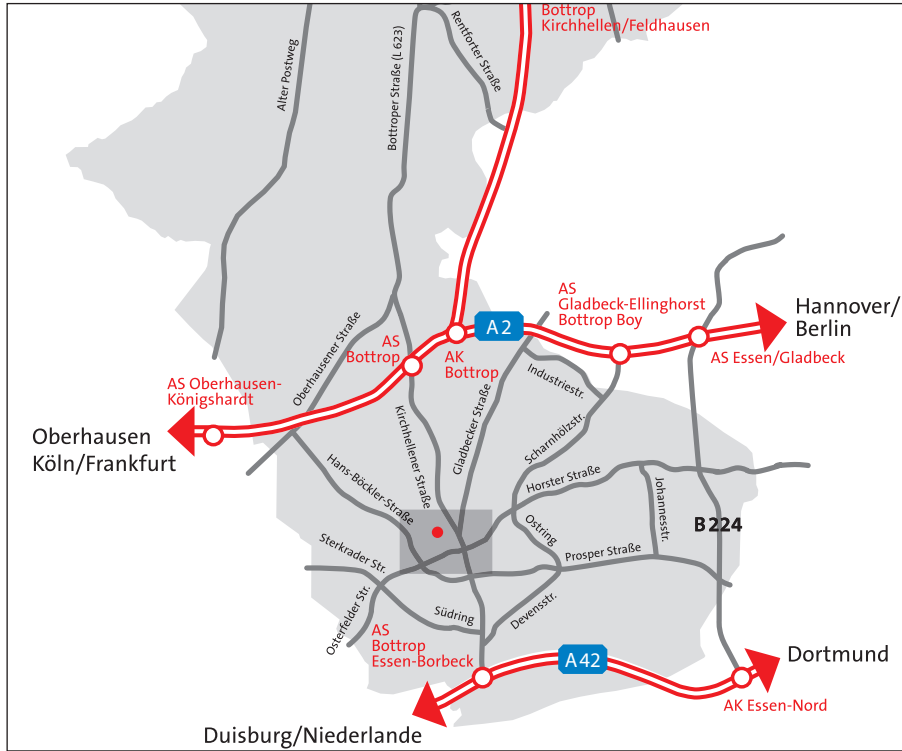 Bottrop
Kirchhellen/Feldhausen
Alter Postweg
Bottroper Straße (L 623)
Rentforter Straße
AS
Gladbeck-Ellinghorst
Bottrop Boy
A2
Hannover/
Berlin
AS
Bottrop
AK
Bottrop
AS Essen/Gladbeck
Oberhausener Straße
AS Oberhausen-
Königshardt
Oberhausen
Köln/Frankfurt
Industriestr.
Kirchhellener Straße
Gladbecker Straße
Scharnhölzstr.
Hans-Böckler-Straße
Horster Straße
Johannesstr.
B 224
Ostring
Sterkrader Str.
Prosper Straße
Osterfelder Str.
Südring
Devensstr.
AS
Bottrop
Essen-Borbeck
A42
Dortmund
AK Essen-Nord
Duisburg/Niederlande